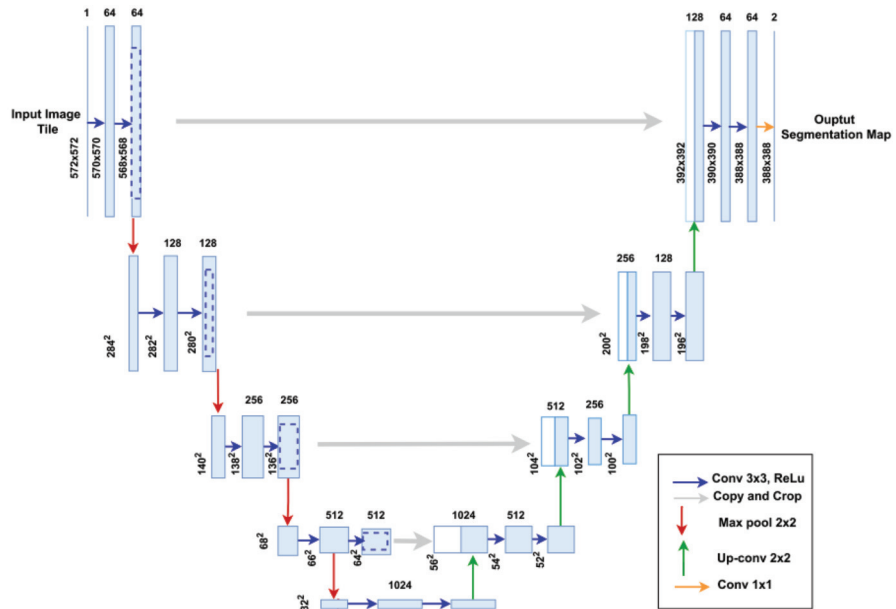 1 64 64
128 64 64 2
Input Image
Tile
572x572
570x570
568x568
392x392
390x390
388x388
388x388
Ouptut
Segmentation Map
128 128
284²
282²
280²
256 128
200²
198²
196²
256 256
140²
138²
136²
512 256
104²
102²
100²
512 512
68²
66²
64²
1024 512
56²
54²
52²
1024
Conv 3x3, ReLu
Copy and Crop
Max pool 2x2
Up-conv 2x2
Conv 1x1